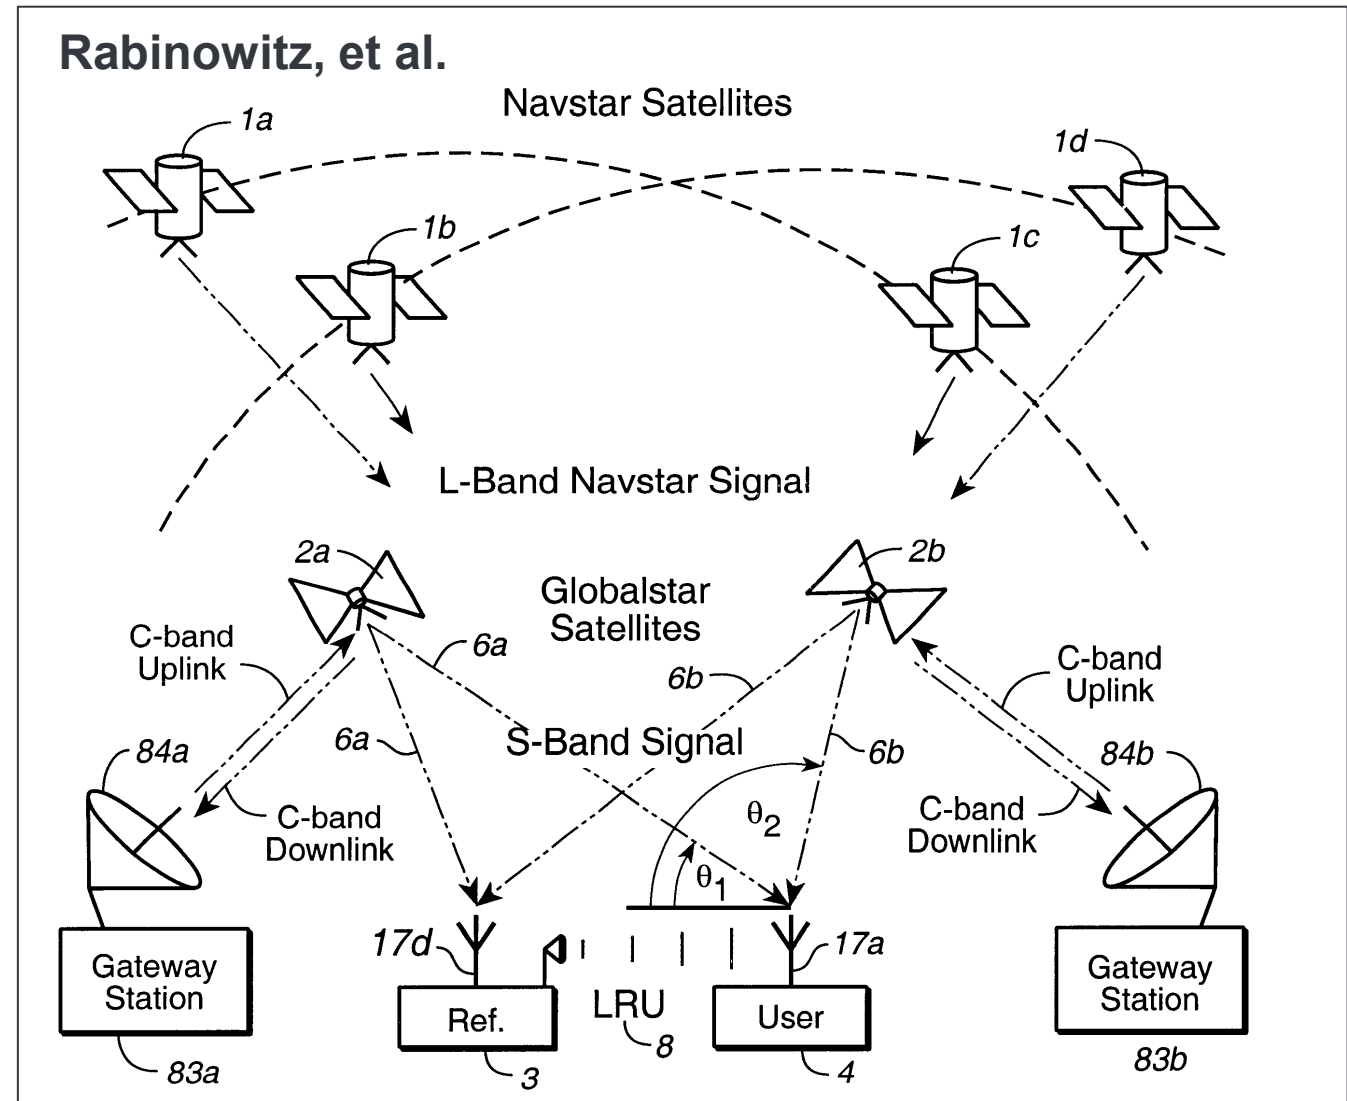 Rabinowitz, et al.
Navstar Satellites
1a
1d
1b
1c
L-Band Navstar Signal
2a
2b
Globalstar
Satellites
C-band
Uplink
6a
6b
C-band
Uplink
6a
S-Band Signal
6b
84a
84b
C-band
Downlink
θ2
C-band
Downlink
θ1
17d
17a
Gateway
Station
Ref.
LRU
User
Gateway
Station
8
83a
3
4
83b